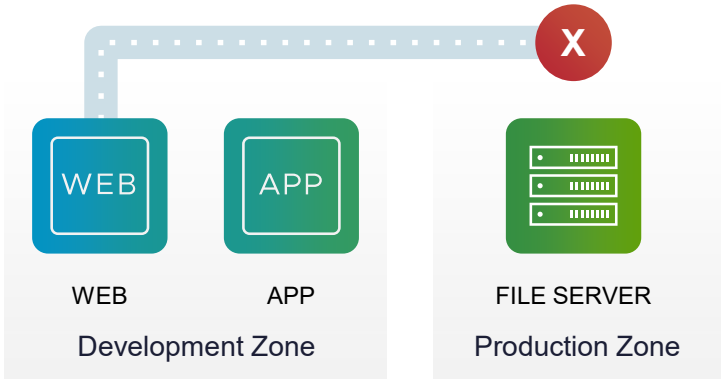 X
WEB
APP
WEB
APP
FILE SERVER
Development Zone
Production Zone